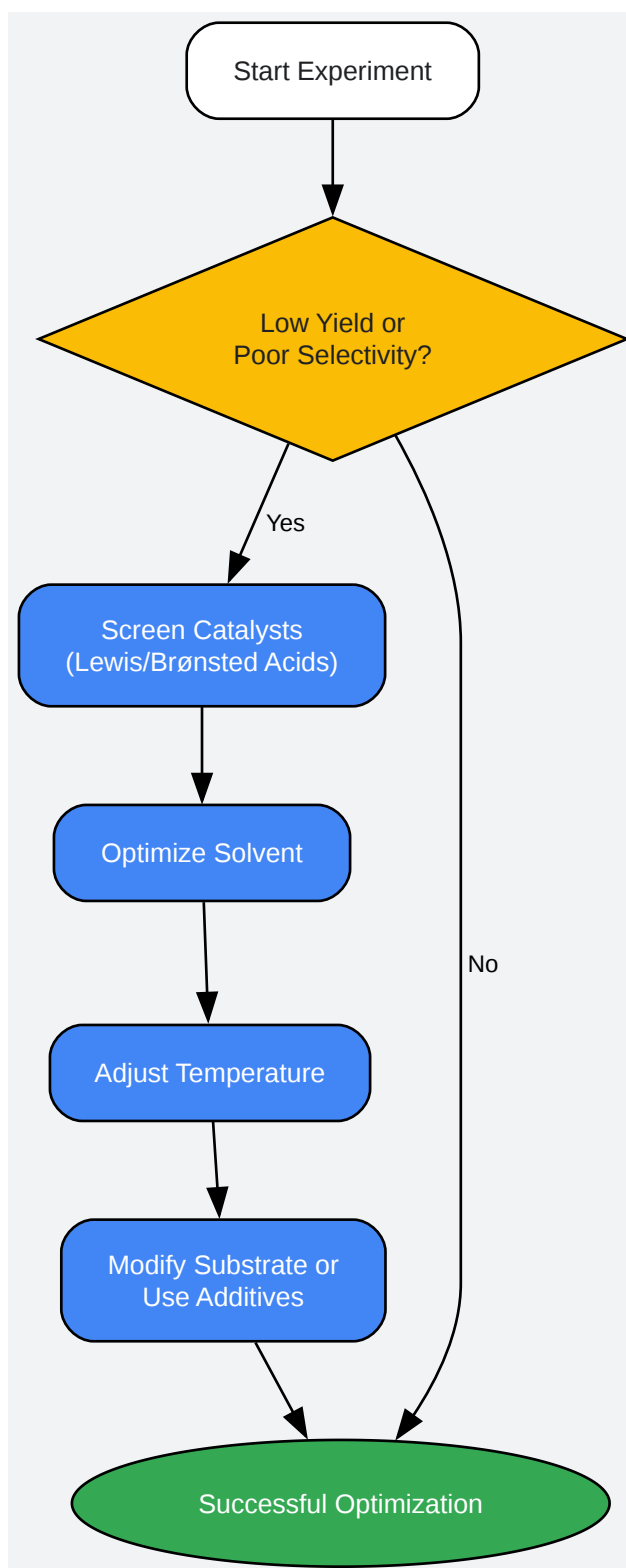 Start Experiment
Low Yield or
Poor Selectivity?
Yes
Screen Catalysts
(Lewis/Brønsted Acids)
Optimize Solvent
No
Adjust Temperature
Modify Substrate or
Use Additives
Successful Optimization